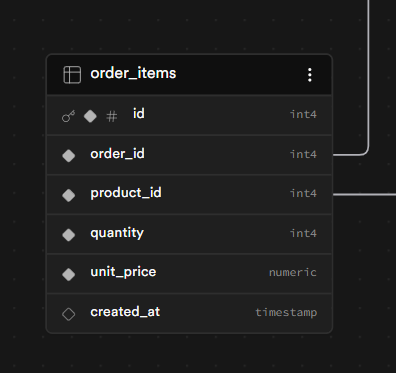 order_items
# id int4
order_id int4
product_id int4
quantity int4
unit_price numeric
created_at timestamp